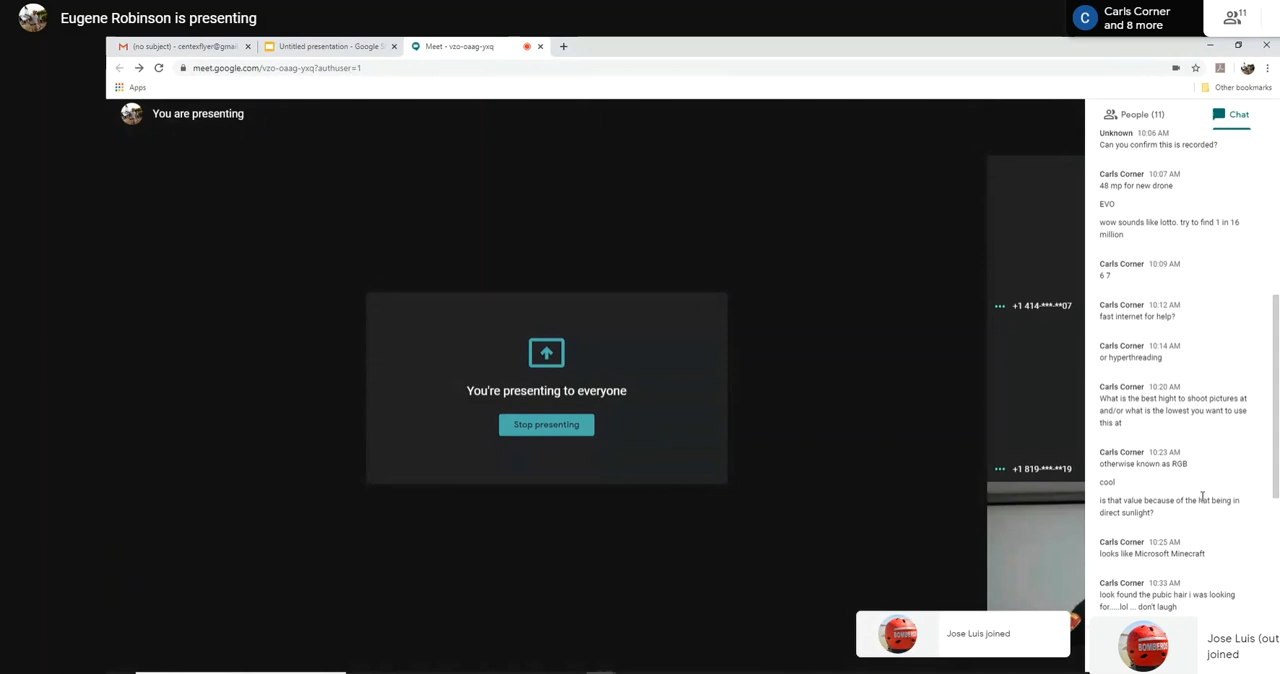 Eugene Robinson is presenting
C
Carls Corner
and 8 more
11
(no subject) - centexflyer@gmai
Untitled presentation - Google S
Meet - vzo-oaag-yxq
meet.google.com/vzo-oaag-yxq?authuser=1
Apps
Other bookmarks
You are presenting
People (11)
Chat
Unknown 10:06 AM
Can you confirm this is recorded?
Carls Corner 10:07 AM
48 mp for new drone
EVO
wow sounds like lotto. try to find 1 in 16
million
Carls Corner 10:09 AM
6 7
Carls Corner 10:12 AM
fast internet for help?
Carls Corner 10:14 AM
or hyperthreading
Carls Corner 10:20 AM
What is the best hight to shoot pictures at
and/or what is the lowest you want to use
this at
Carls Corner 10:23 AM
otherwise known as RGB
cool
is that value because of the hat being in
direct sunlight?
Carls Corner 10:25 AM
looks like Microsoft Minecraft
Carls Corner 10:33 AM
look found the pubic hair i was looking
for.....lol ... don't laugh
+1 414-***-**07
+1 819-***-**19
You're presenting to everyone
Stop presenting
BOMBEROS
Jose Luis joined
BOMBEROS
Jose Luis (out
joined